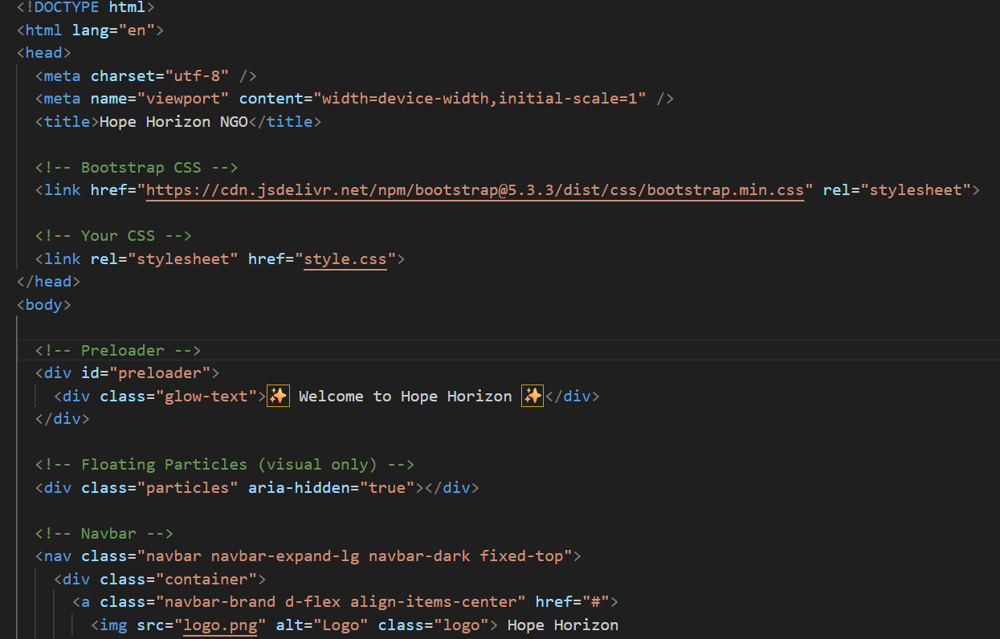 <!DOCTYPE html>
<html lang="en">
<head>
  <meta charset="utf-8" />
  <meta name="viewport" content="width=device-width,initial-scale=1" />
  <title>Hope Horizon NGO</title>

  <!-- Bootstrap CSS -->
  <link href="https://cdn.jsdelivr.net/npm/bootstrap@5.3.3/dist/css/bootstrap.min.css" rel="stylesheet">

  <!-- Your CSS -->
  <link rel="stylesheet" href="style.css">
</head>
<body>

  <!-- Preloader -->
  <div id="preloader">
    <div class="glow-text">✨ Welcome to Hope Horizon ✨</div>
  </div>

  <!-- Floating Particles (visual only) -->
  <div class="particles" aria-hidden="true"></div>

  <!-- Navbar -->
  <nav class="navbar navbar-expand-lg navbar-dark fixed-top">
    <div class="container">
      <a class="navbar-brand d-flex align-items-center" href="#">
        <img src="logo.png" alt="Logo" class="logo"> Hope Horizon